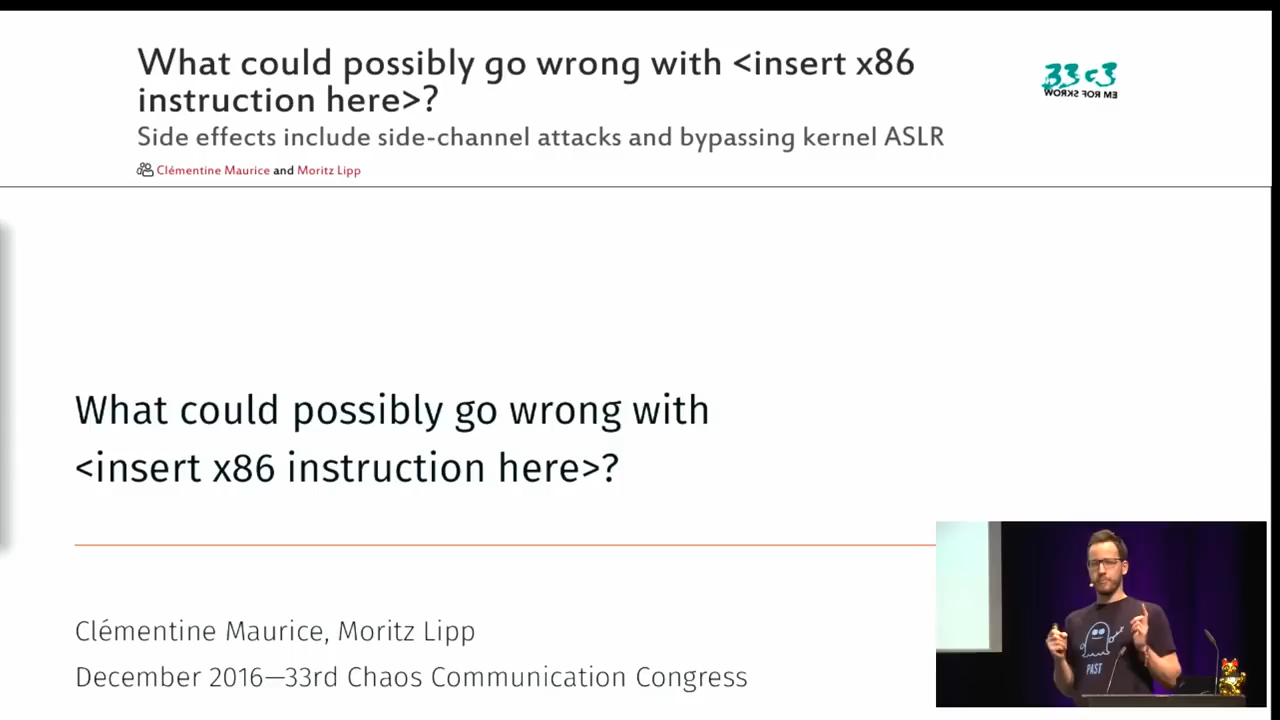 What could possibly go wrong with <insert x86
instruction here>?
Side effects include side-channel attacks and bypassing kernel ASLR
Clémentine Maurice and Moritz Lipp
33c3
WORKS FOR ME
What could possibly go wrong with
<insert x86 instruction here>?
Clémentine Maurice, Moritz Lipp
December 2016—33rd Chaos Communication Congress
PAST